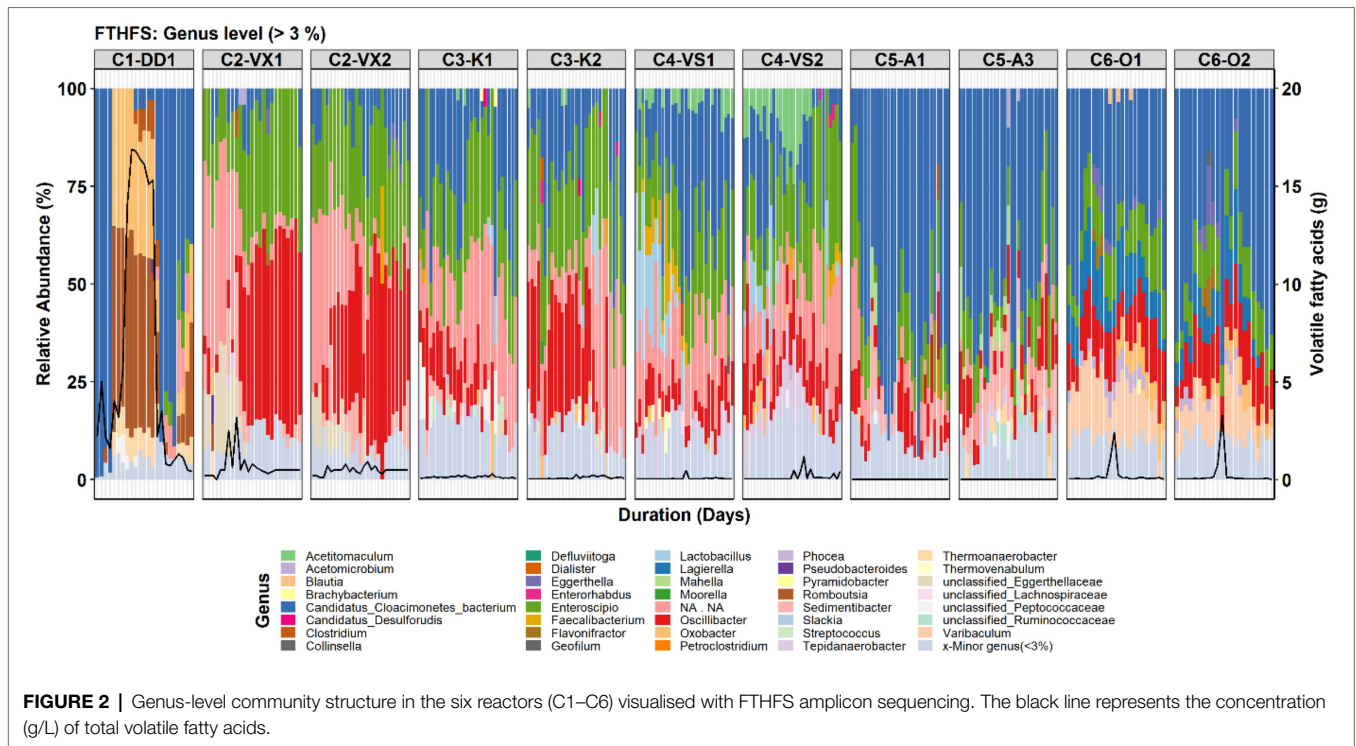 FTHFS: Genus level (> 3 %)
C1-DD1 C2-VX1 C2-VX2 C3-K1 C3-K2 C4-VS1 C4-VS2 C5-A1 C5-A3 C6-O1 C6-O2
Relative Abundance (%)
100
75
50
25
0
Volatile fatty acids (g)
20
15
10
5
0
Duration (Days)
Genus
Acetitomaculum
Acetomicrobium
Blautia
Brachybacterium
Candidatus_Cloacimonetes_bacterium
Candidatus_Desulforudis
Clostridium
Collinsella
Defluviitoga
Dialister
Eggerthella
Enterorhabdus
Enteroscipio
Faecalibacterium
Flavonifractor
Geofilum
Lactobacillus
Lagierella
Mahella
Moorella
NA . NA
Oscillibacter
Oxobacter
Petroclostridium
Phocea
Pseudobacteroides
Pyramidobacter
Romboutsia
Sedimentibacter
Slackia
Streptococcus
Tepidanaerobacter
Thermoanaerobacter
Thermovenabulum
unclassified_Eggerthellaceae
unclassified_Lachnospiraceae
unclassified_Peptococcaceae
unclassified_Ruminococcaceae
Varibaculum
x-Minor genus(<3%)
FIGURE 2 | Genus-level community structure in the six reactors (C1–C6) visualised with FTHFS amplicon sequencing. The black line represents the concentration
(g/L) of total volatile fatty acids.